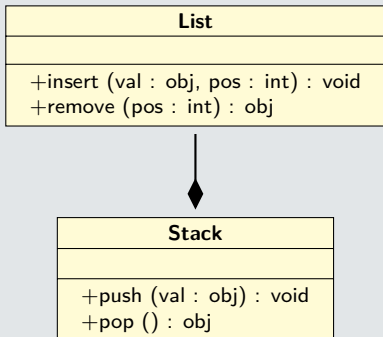 List
+insert (val : obj, pos : int) : void
+remove (pos : int) : obj
Stack
+push (val : obj) : void
+pop () : obj